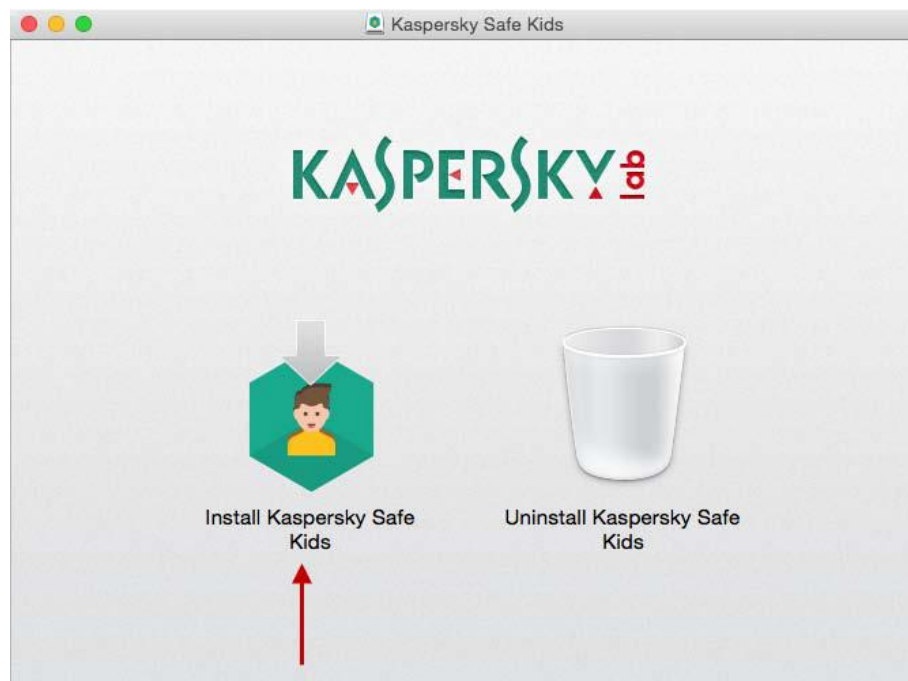 Kaspersky Safe Kids
KASPERSKY lab
Install Kaspersky Safe
Kids
Uninstall Kaspersky Safe
Kids